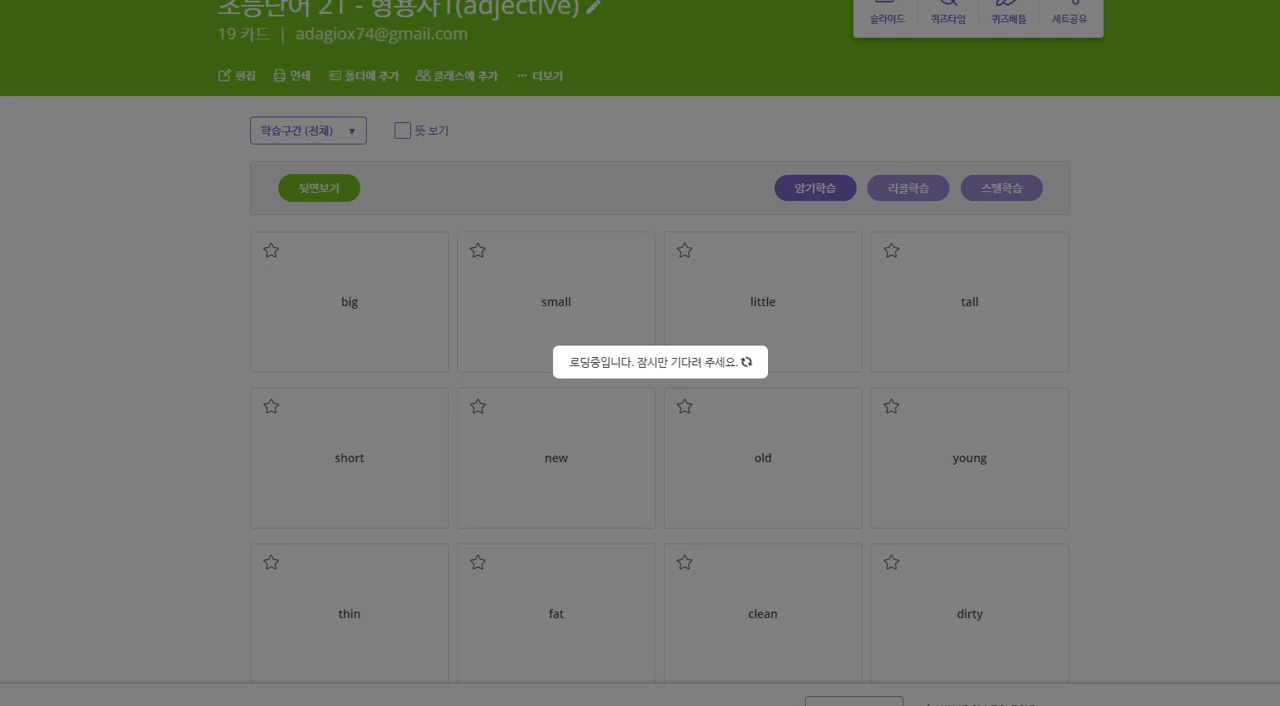 초등단어 21 - 형용사1(adjective)
19 카드 | adagiox74@gmail.com
슬라이드 퀴즈타임 퀴즈배틀 세트공유
편집 인쇄 폴더에 추가 클래스에 추가 ··· 더보기
학습구간 (전체) ▼ 뜻 보기
뒷면보기 암기학습 리콜학습 스펠학습
big small little tall
로딩중입니다. 잠시만 기다려 주세요.
short new old young
thin fat clean dirty